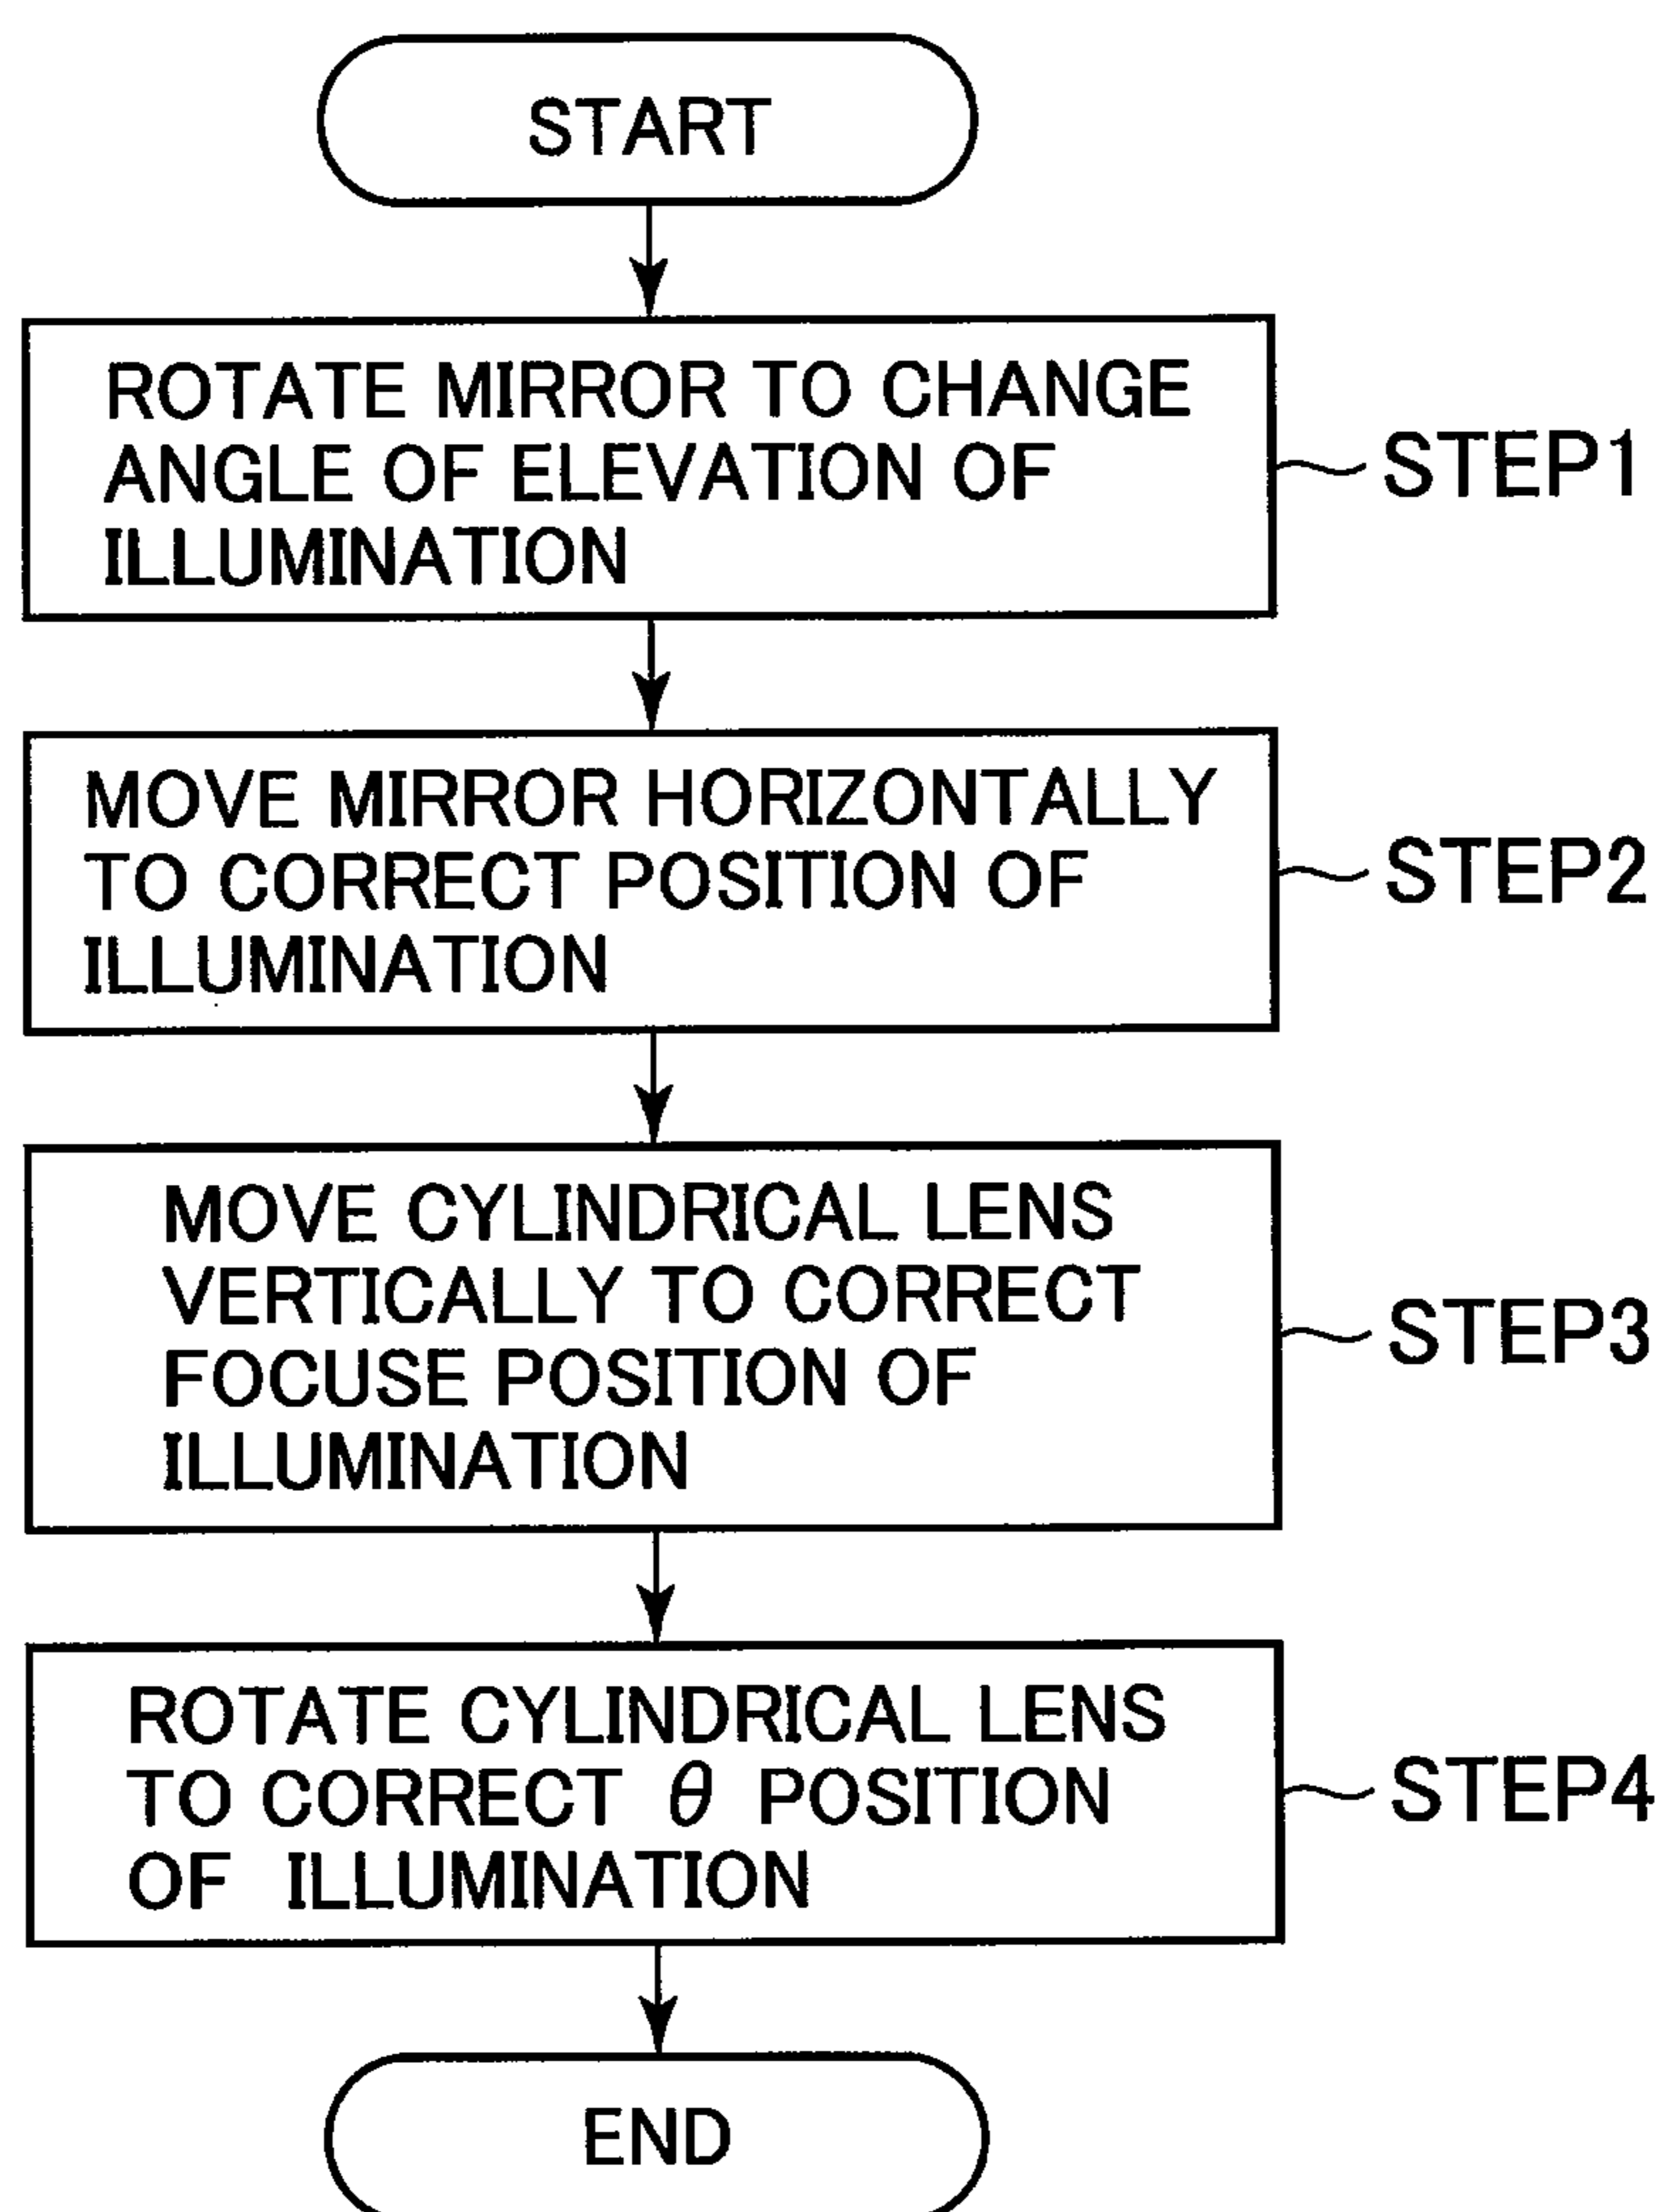 START
ROTATE MIRROR TO CHANGE
ANGLE OF ELEVATION OF
ILLUMINATION
STEP1
MOVE MIRROR HORIZONTALLY
TO CORRECT POSITION OF
ILLUMINATION
STEP2
MOVE CYLINDRICAL LENS
VERTICALLY TO CORRECT
FOCUSE POSITION OF
ILLUMINATION
STEP3
ROTATE CYLINDRICAL LENS
TO CORRECT θ POSITION
OF ILLUMINATION
STEP4
END